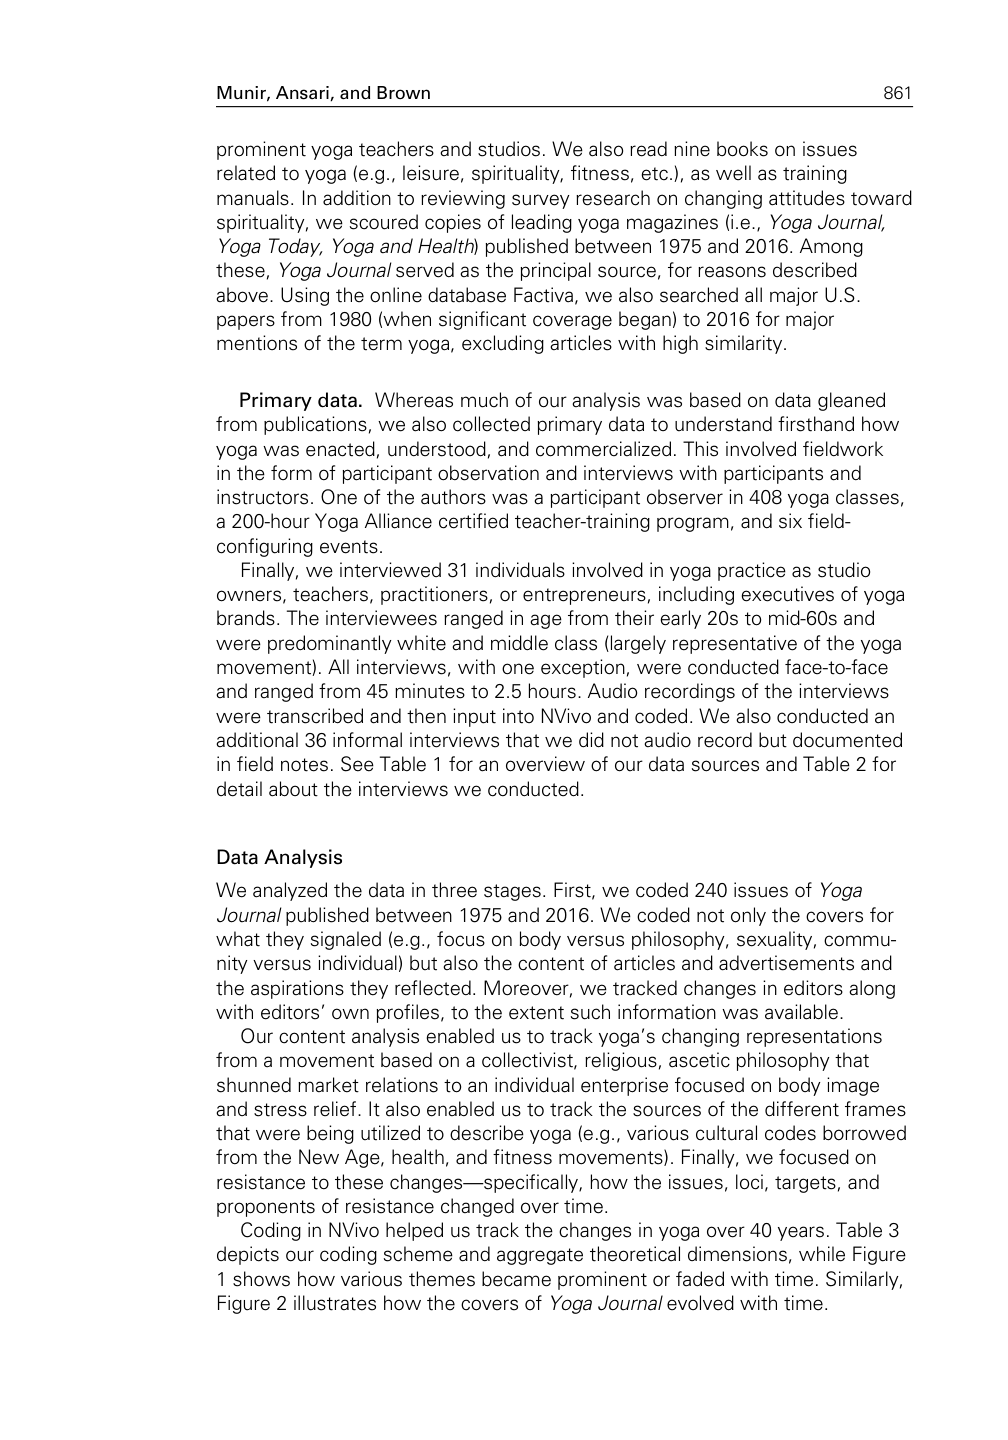 Munir, Ansari, and Brown 861
prominent yoga teachers and studios. We also read nine books on issues
related to yoga (e.g., leisure, spirituality, fitness, etc.), as well as training
manuals. In addition to reviewing survey research on changing attitudes toward
spirituality, we scoured copies of leading yoga magazines (i.e., Yoga Journal,
Yoga Today, Yoga and Health) published between 1975 and 2016. Among
these, Yoga Journal served as the principal source, for reasons described
above. Using the online database Factiva, we also searched all major U.S.
papers from 1980 (when significant coverage began) to 2016 for major
mentions of the term yoga, excluding articles with high similarity.
Primary data. Whereas much of our analysis was based on data gleaned
from publications, we also collected primary data to understand firsthand how
yoga was enacted, understood, and commercialized. This involved fieldwork
in the form of participant observation and interviews with participants and
instructors. One of the authors was a participant observer in 408 yoga classes,
a 200-hour Yoga Alliance certified teacher-training program, and six field-
configuring events.
Finally, we interviewed 31 individuals involved in yoga practice as studio
owners, teachers, practitioners, or entrepreneurs, including executives of yoga
brands. The interviewees ranged in age from their early 20s to mid-60s and
were predominantly white and middle class (largely representative of the yoga
movement). All interviews, with one exception, were conducted face-to-face
and ranged from 45 minutes to 2.5 hours. Audio recordings of the interviews
were transcribed and then input into NVivo and coded. We also conducted an
additional 36 informal interviews that we did not audio record but documented
in field notes. See Table 1 for an overview of our data sources and Table 2 for
detail about the interviews we conducted.
Data Analysis
We analyzed the data in three stages. First, we coded 240 issues of Yoga
Journal published between 1975 and 2016. We coded not only the covers for
what they signaled (e.g., focus on body versus philosophy, sexuality, commu-
nity versus individual) but also the content of articles and advertisements and
the aspirations they reflected. Moreover, we tracked changes in editors along
with editors' own profiles, to the extent such information was available.
Our content analysis enabled us to track yoga's changing representations
from a movement based on a collectivist, religious, ascetic philosophy that
shunned market relations to an individual enterprise focused on body image
and stress relief. It also enabled us to track the sources of the different frames
that were being utilized to describe yoga (e.g., various cultural codes borrowed
from the New Age, health, and fitness movements). Finally, we focused on
resistance to these changes—specifically, how the issues, loci, targets, and
proponents of resistance changed over time.
Coding in NVivo helped us track the changes in yoga over 40 years. Table 3
depicts our coding scheme and aggregate theoretical dimensions, while Figure
1 shows how various themes became prominent or faded with time. Similarly,
Figure 2 illustrates how the covers of Yoga Journal evolved with time.